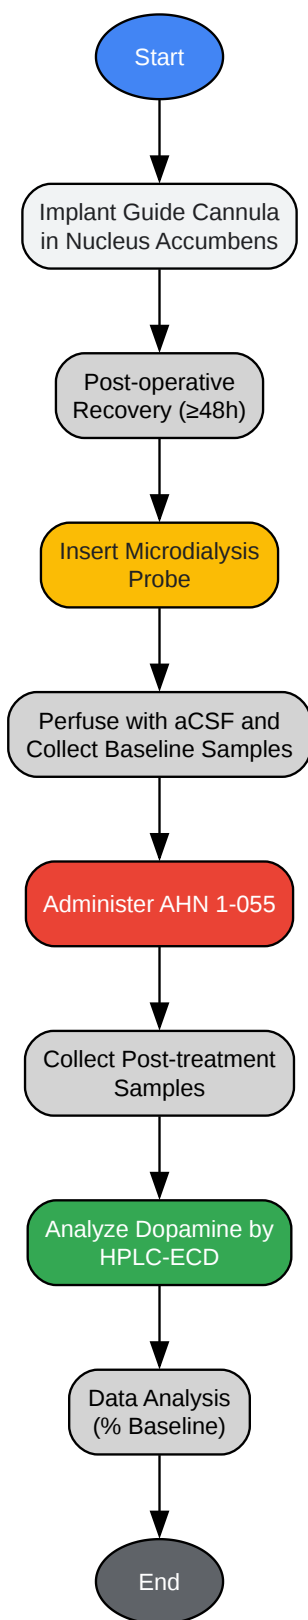 Start
Implant Guide Cannula
in Nucleus Accumbens
Post-operative
Recovery (≥48h)
Insert Microdialysis
Probe
Perfuse with aCSF and
Collect Baseline Samples
Administer AHN 1-055
Collect Post-treatment
Samples
Analyze Dopamine by
HPLC-ECD
Data Analysis
(% Baseline)
End